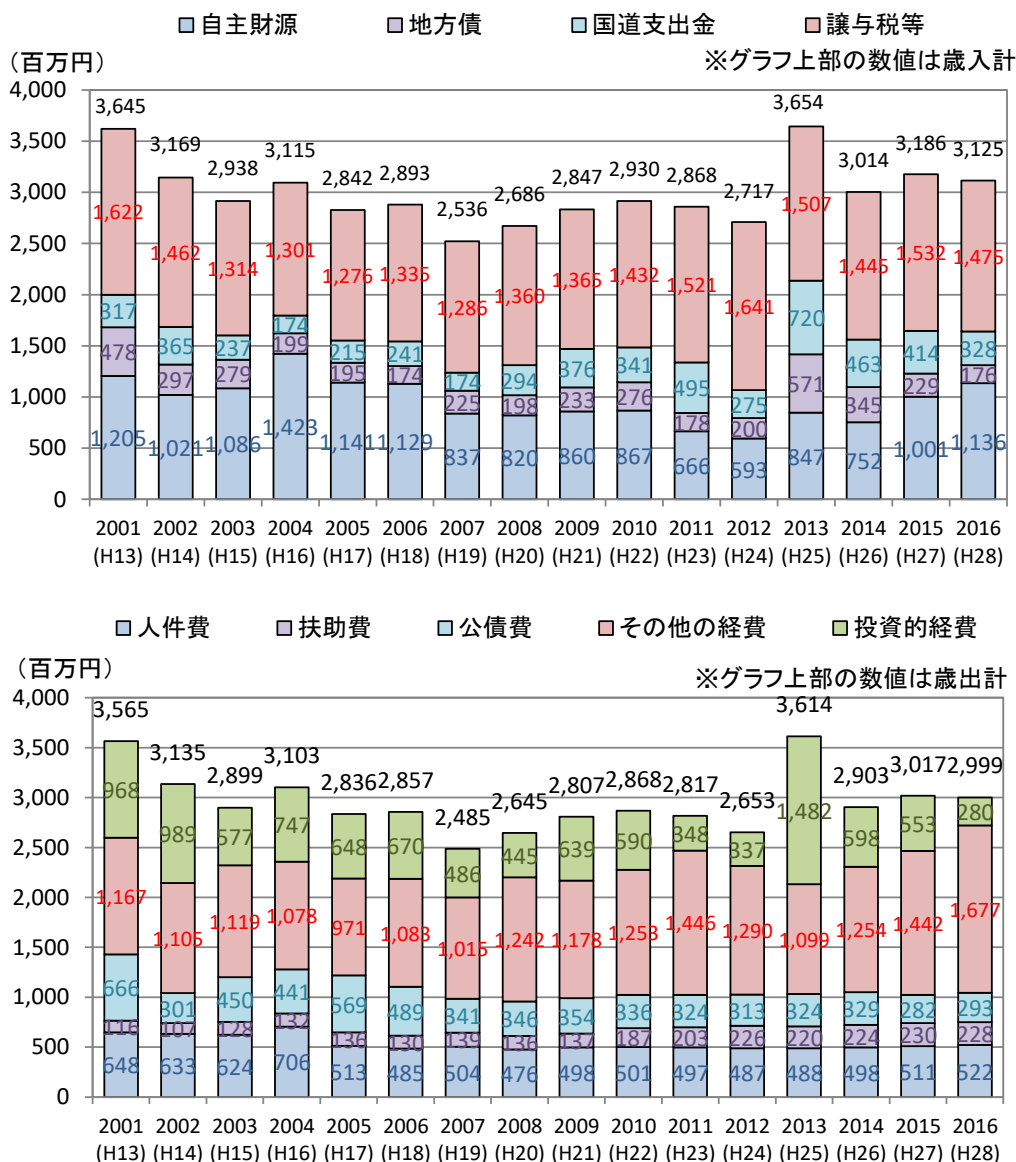 自主財源 地方債 国道支出金 譲与税等
（百万円）
※グラフ上部の数値は歳入計
4,000
3,500
3,000
2,500
2,000
1,500
1,000
500
0
3,645 3,169 2,938 3,115 2,842 2,893 2,536 2,686 2,847 2,930 2,868 2,717 3,654 3,014 3,186 3,125
1,622 1,462 1,314 1,301 1,276 1,335 1,286 1,360 1,365 1,432 1,521 1,641 1,507 1,445 1,532 1,475
317 365 237 174 215 241 174 294 376 341 495 275 720 463 414 328
478 297 279 199 195 174 225 198 233 276 178 200 571 345 229 176
1,205 1,021 1,086 1,423 1,141 1,129 837 820 860 867 666 593 847 752 1,001 1,136
2001 2002 2003 2004 2005 2006 2007 2008 2009 2010 2011 2012 2013 2014 2015 2016
(H13) (H14) (H15) (H16) (H17) (H18) (H19) (H20) (H21) (H22) (H23) (H24) (H25) (H26) (H27) (H28)
人件費 扶助費 公債費 その他の経費 投資的経費
（百万円）
※グラフ上部の数値は歳出計
4,000
3,500
3,000
2,500
2,000
1,500
1,000
500
0
3,565 3,135 2,899 3,103 2,836 2,857 2,485 2,645 2,807 2,868 2,817 2,653 3,614 2,903 3,017 2,999
968 989 577 747 648 670 486 445 639 590 348 337 1,482 598 553 280
1,167 1,105 1,119 1,078 971 1,083 1,015 1,242 1,178 1,253 1,446 1,290 1,099 1,254 1,442 1,677
666 301 450 441 569 489 341 346 354 336 324 313 324 329 282 293
116 107 128 132 136 130 139 136 137 187 203 226 220 224 230 228
648 633 624 706 513 485 504 476 498 501 497 487 488 498 511 522
2001 2002 2003 2004 2005 2006 2007 2008 2009 2010 2011 2012 2013 2014 2015 2016
(H13) (H14) (H15) (H16) (H17) (H18) (H19) (H20) (H21) (H22) (H23) (H24) (H25) (H26) (H27) (H28)